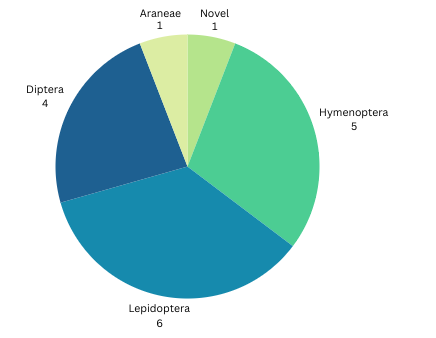 Araneae
1
Novel
1
Diptera
4
Hymenoptera
5
Lepidoptera
6